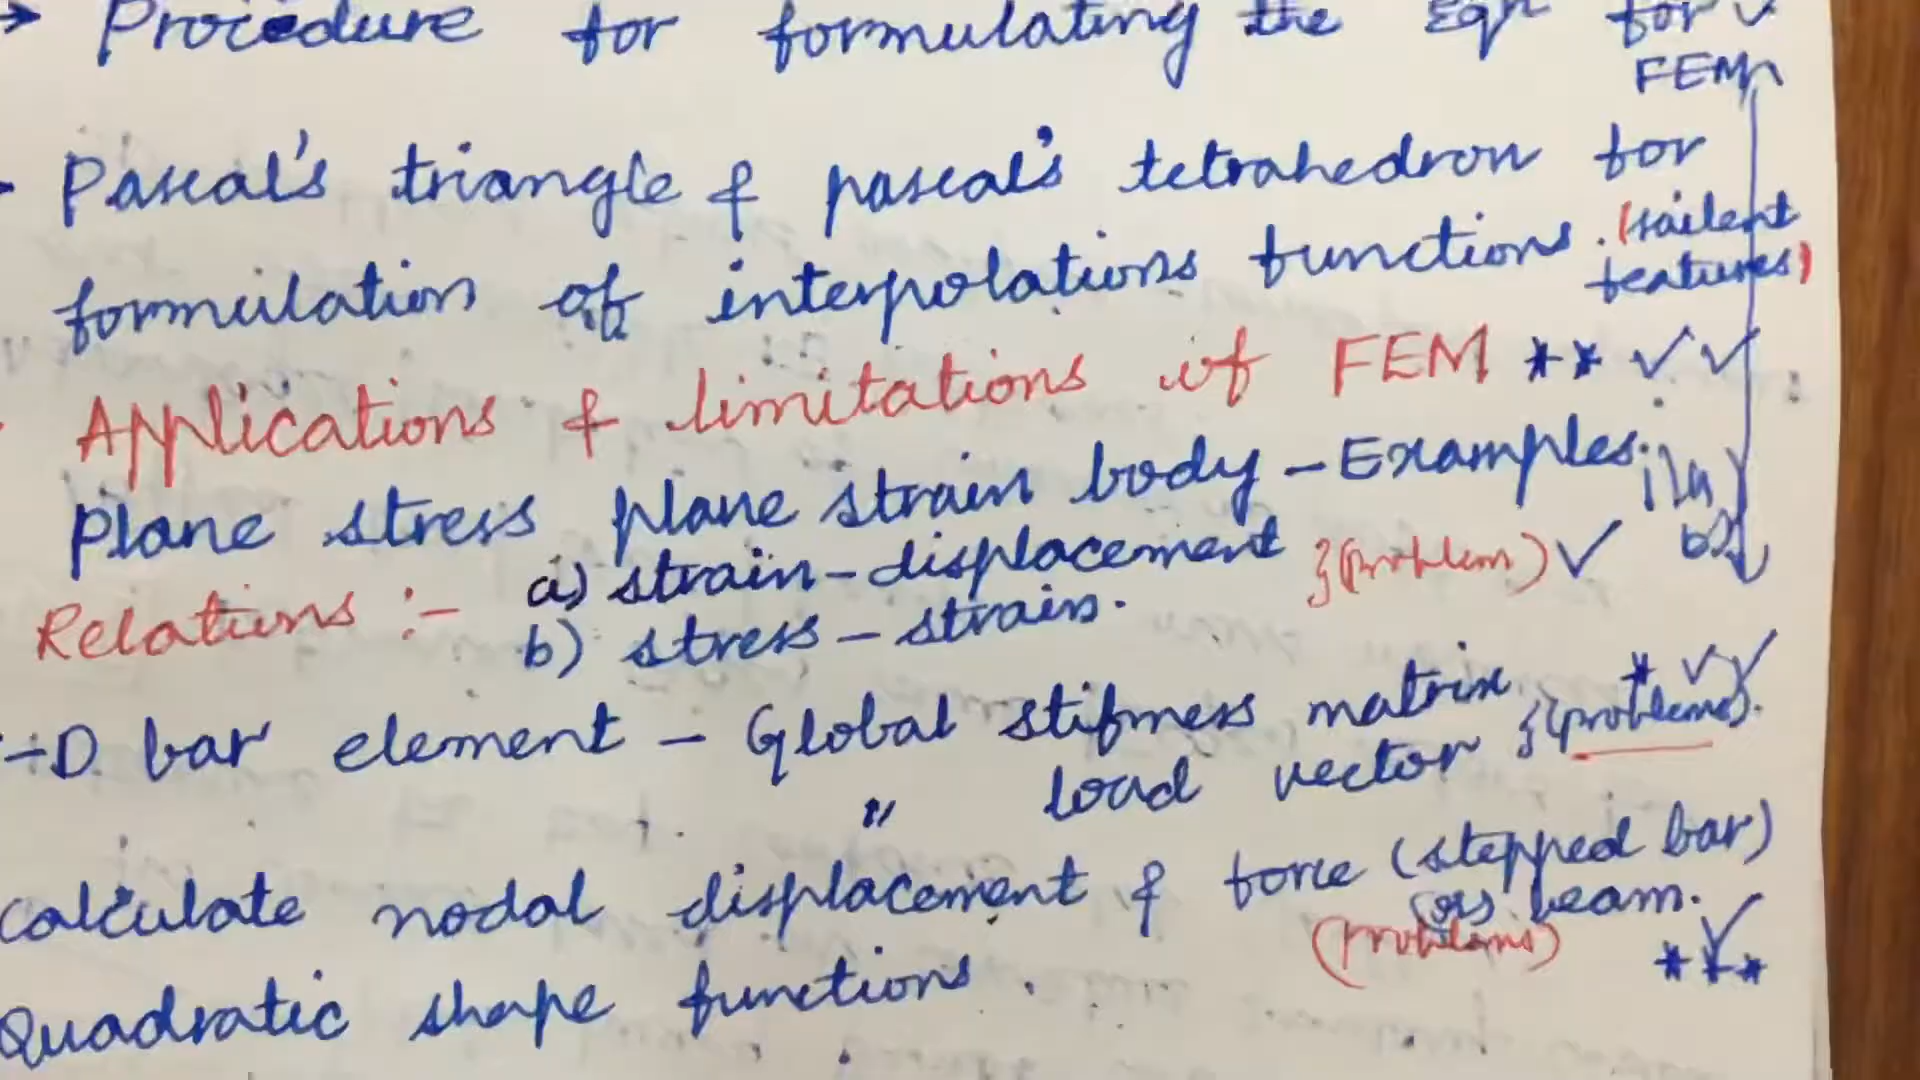 → Procedure for formulating the Eqn for ✓
FEM
- Pascal's triangle & pascal's tetrahedron for
formulation of interpolations functions. (sailent
features)
Applications & limitations of FEM ** ✓✓
Plane stress plane strain body - Examples.
Relations :- a) strain-displacement } (problem) ✓
b) stress - strain.
-D bar element - Global stiffness matrix * ✓✓
" load vector } (problems).
calculate nodal displacement & force (stepped bar)
(or) beam.
(problems) ✓
***
Quadratic shape functions.